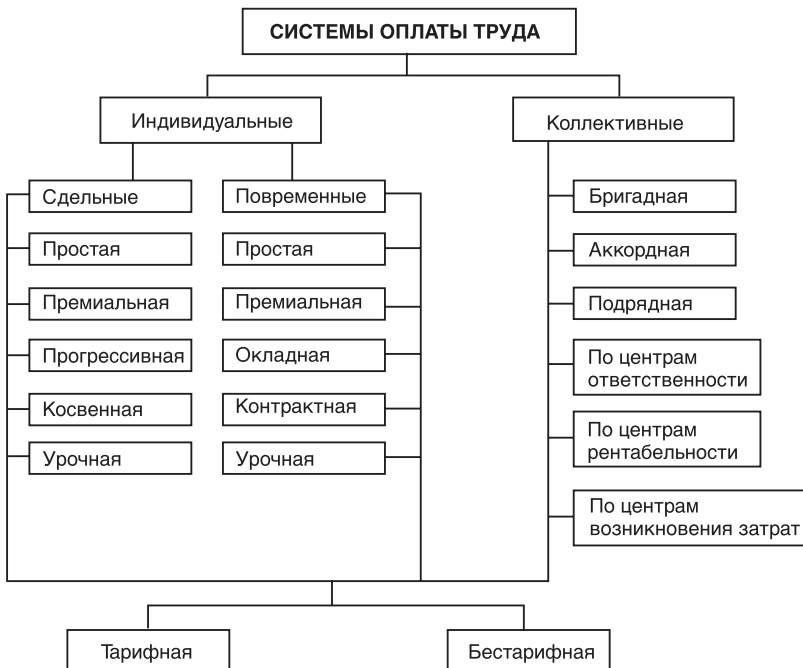 СИСТЕМЫ ОПЛАТЫ ТРУДА
Индивидуальные
Коллективные
Сдельные
Повременные
Бригадная
Простая
Простая
Аккордная
Премиальная
Премиальная
Подрядная
Прогрессивная
Окладная
По центрам
ответственности
Косвенная
Контрактная
По центрам
рентабельности
Урочная
Урочная
По центрам
возникновения затрат
Тарифная
Бестарифная